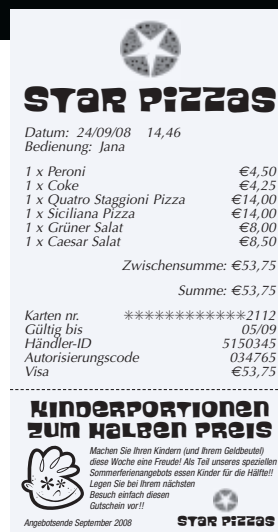 STAR PIZZAS
Datum: 24/09/08 14,46
Bedienung: Jana
1 x Peroni €4,50
1 x Coke €4,25
1 x Quatro Staggioni Pizza €14,00
1 x Siciliana Pizza €14,00
1 x Grüner Salat €8,00
1 x Caesar Salat €8,50
Zwischensumme: €53,75
Summe: €53,75
Karten nr. ************2112
Gültig bis 05/09
Händler-ID 5150345
Autorisierungscode 034765
Visa €53,75
KINDERPORTIONEN
ZUM HALBEN PREIS
Machen Sie Ihren Kindern (und Ihrem Geldbeutel)
diese Woche eine Freude! Als Teil unseres speziellen
Sommerferienangebots essen Kinder für die Hälfte!!
Legen Sie bei Ihrem nächsten
Besuch einfach diesen
Gutschein vor!!
Angebotsende September 2008
STAR PIZZAS